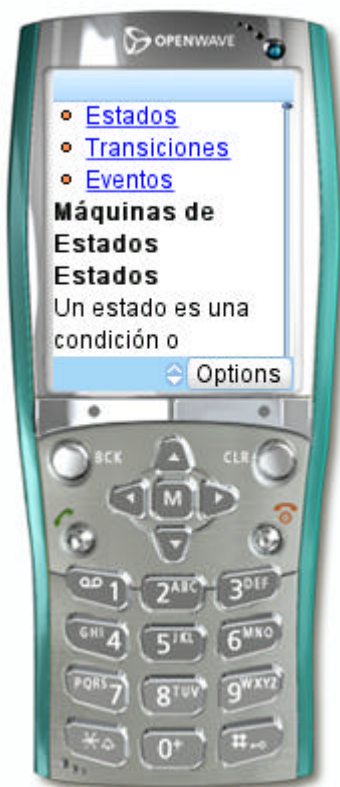 OPENWAVE
Estados
Transiciones
Eventos
Máquinas de
Estados
Estados
Un estado es una
condición o
Options
BCK
CLR
M
1 2ABC 3DEF
GHI4 5JKL 6MNO
PQRS7 8TUV 9WXYZ
* 0+ #